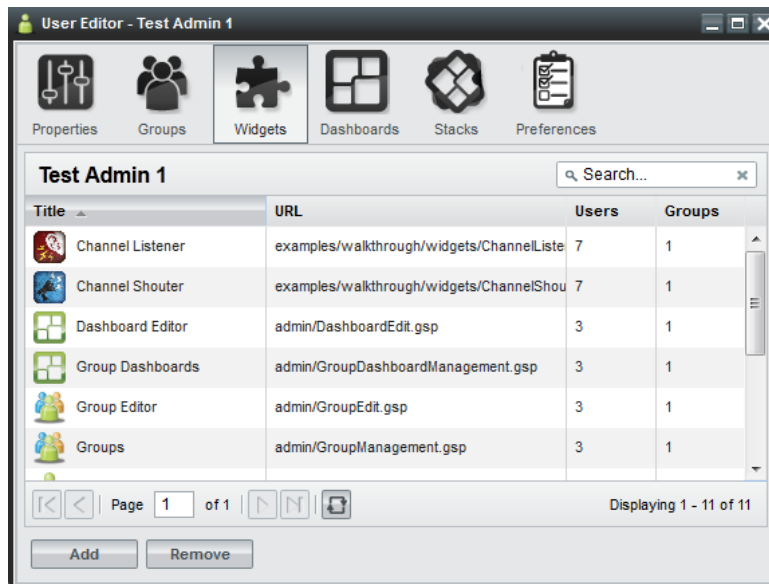 User Editor - Test Admin 1
Properties Groups Widgets Dashboards Stacks Preferences
Test Admin 1 Search...
Title URL Users Groups
Channel Listener examples/walkthrough/widgets/ChannelListe 7 1
Channel Shouter examples/walkthrough/widgets/ChannelShou 7 1
Dashboard Editor admin/DashboardEdit.gsp 3 1
Group Dashboards admin/GroupDashboardManagement.gsp 3 1
Group Editor admin/GroupEdit.gsp 3 1
Groups admin/GroupManagement.gsp 3 1
Page 1 of 1 Displaying 1 - 11 of 11
Add Remove